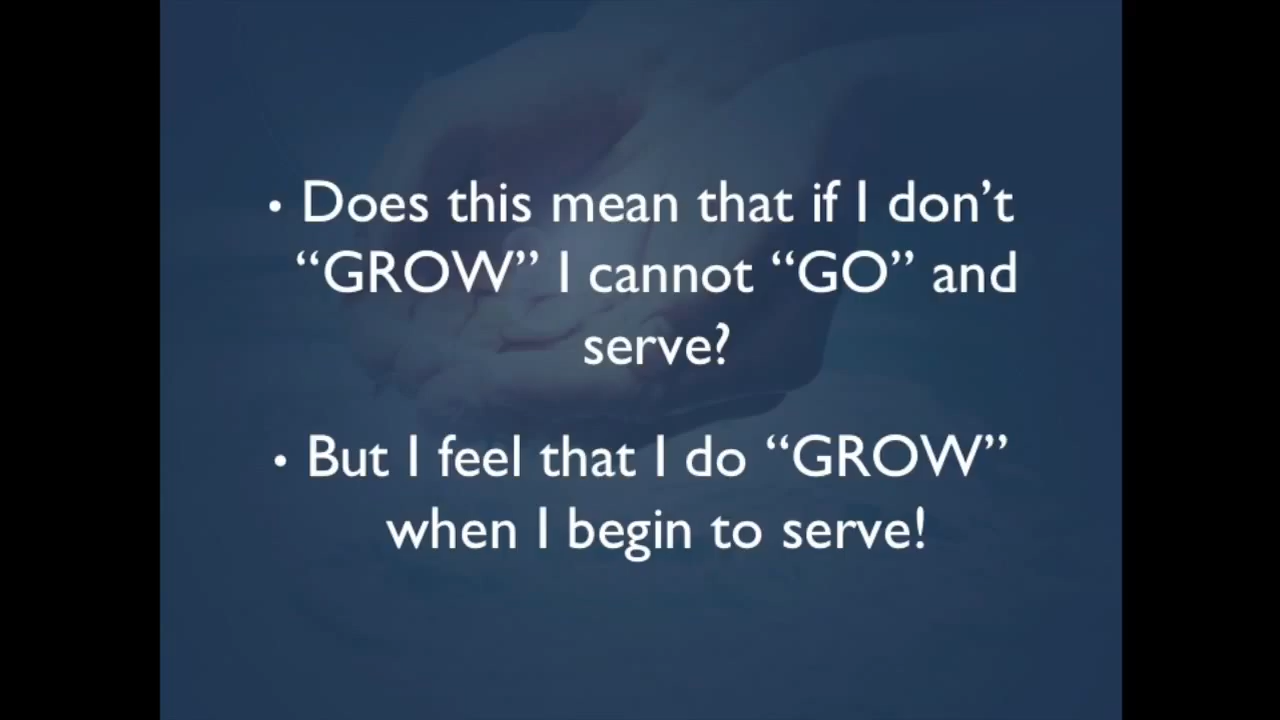 • Does this mean that if I don’t
“GROW” I cannot “GO” and
serve?
• But I feel that I do “GROW”
when I begin to serve!